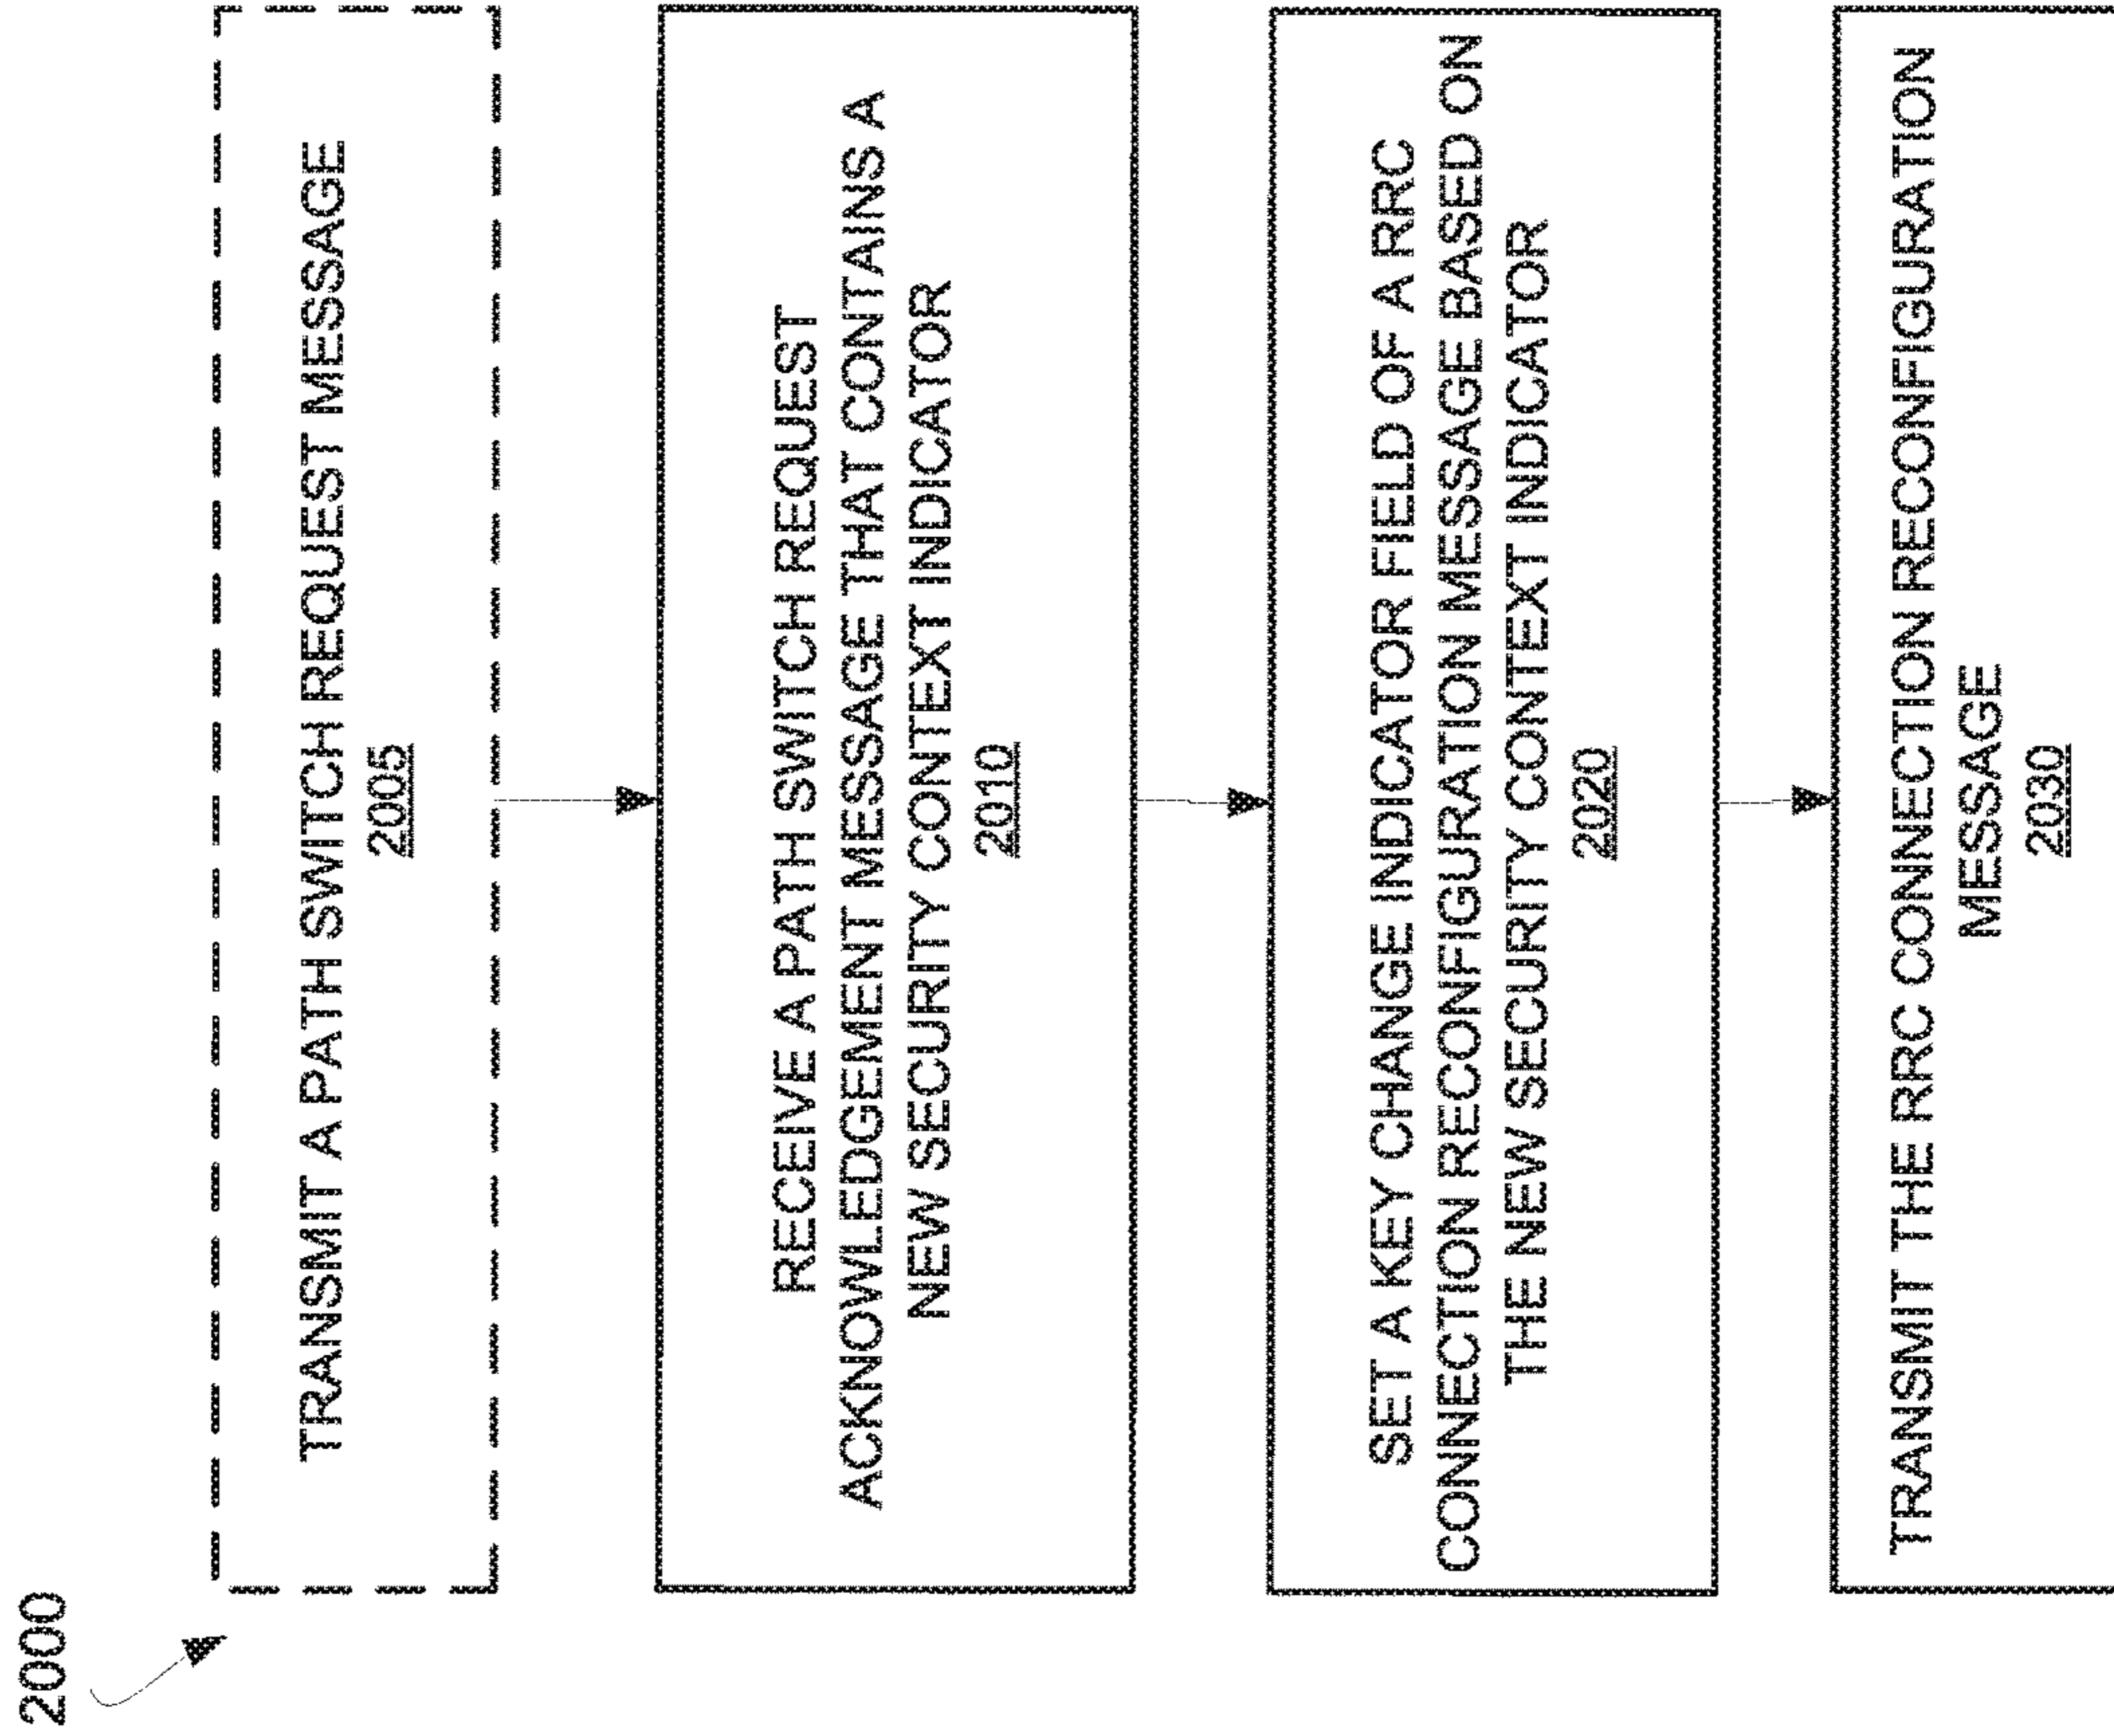 2000
TRANSMIT A PATH SWITCH REQUEST MESSAGE
2005
RECEIVE A PATH SWITCH REQUEST
ACKNOWLEDGEMENT MESSAGE THAT CONTAINS A
NEW SECURITY CONTEXT INDICATOR
2010
SET A KEY CHANGE INDICATOR FIELD OF A RRC
CONNECTION RECONFIGURATION MESSAGE BASED ON
THE NEW SECURITY CONTEXT INDICATOR
2020
TRANSMIT THE RRC CONNECTION RECONFIGURATION
MESSAGE
2030